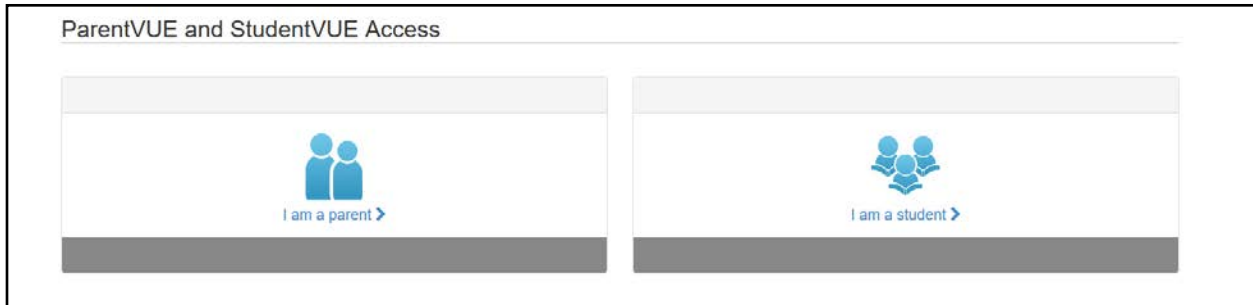 ParentVUE and StudentVUE Access
I am a parent
I am a student